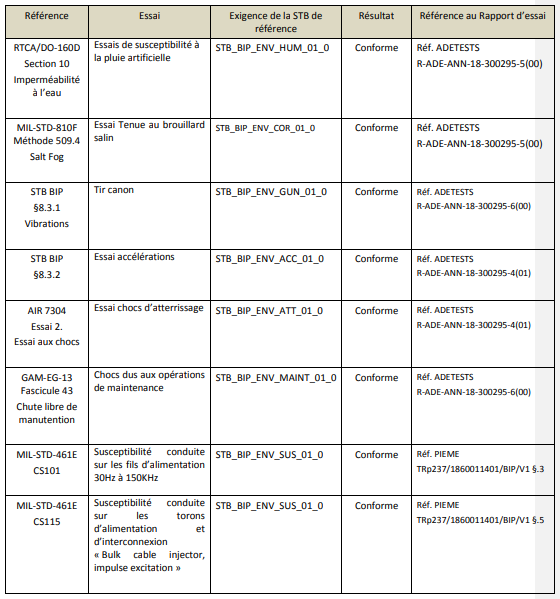 Référence
Essai
Exigence de la STB de
référence
Résultat
Référence au Rapport d'essai
RTCA/DO-160D
Section 10
Imperméabilité
à l'eau
Essais de susceptibilité à
la pluie artificielle
STB_BIP_ENV_HUM_01_0
Conforme
Réf. ADETESTS
R-ADE-ANN-18-300295-5(00)
MIL-STD-810F
Méthode 509.4
Salt Fog
Essai Tenue au brouillard
salin
STB_BIP_ENV_COR_01_0
Conforme
Réf. ADETESTS
R-ADE-ANN-18-300295-5(00)
STB BIP
§8.3.1
Vibrations
Tir canon
STB_BIP_ENV_GUN_01_0
Conforme
Réf. ADETESTS
R-ADE-ANN-18-300295-6(00)
STB BIP
§8.3.2
Essai accélérations
STB_BIP_ENV_ACC_01_0
Conforme
Réf. ADETESTS
R-ADE-ANN-18-300295-4(01)
AIR 7304
Essai 2.
Essai aux chocs
Essai chocs d'atterrissage
STB_BIP_ENV_ATT_01_0
Conforme
Réf. ADETESTS
R-ADE-ANN-18-300295-4(01)
GAM-EG-13
Fascicule 43
Chute libre de
manutention
Chocs dus aux opérations
de maintenance
STB_BIP_ENV_MAINT_01_0
Conforme
Réf. ADETESTS
R-ADE-ANN-18-300295-6(00)
MIL-STD-461E
CS101
Susceptibilité conduite
sur les fils d'alimentation
30Hz à 150KHz
STB_BIP_ENV_SUS_01_0
Conforme
Réf. PIEME
TRp237/1860011401/BIP/V1 §.3
MIL-STD-461E
CS115
Susceptibilité conduite
sur les torons
d'alimentation et
d'interconnexion
« Bulk cable injector,
impulse excitation »
STB_BIP_ENV_SUS_01_0
Conforme
Réf. PIEME
TRp237/1860011401/BIP/V1 §.5